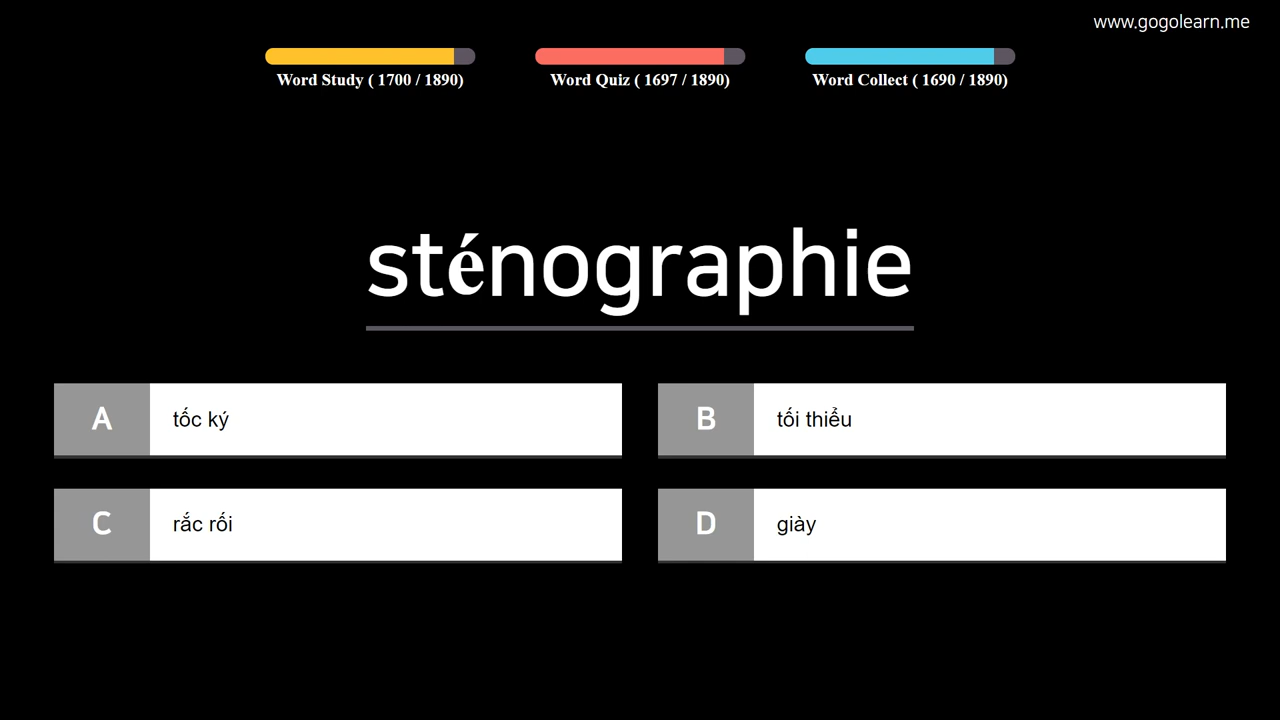 www.gogolearn.me
Word Study ( 1700 / 1890)
Word Quiz ( 1697 / 1890)
Word Collect ( 1690 / 1890)
sténographie
A
tốc ký
B
tối thiểu
C
rắc rối
D
giày